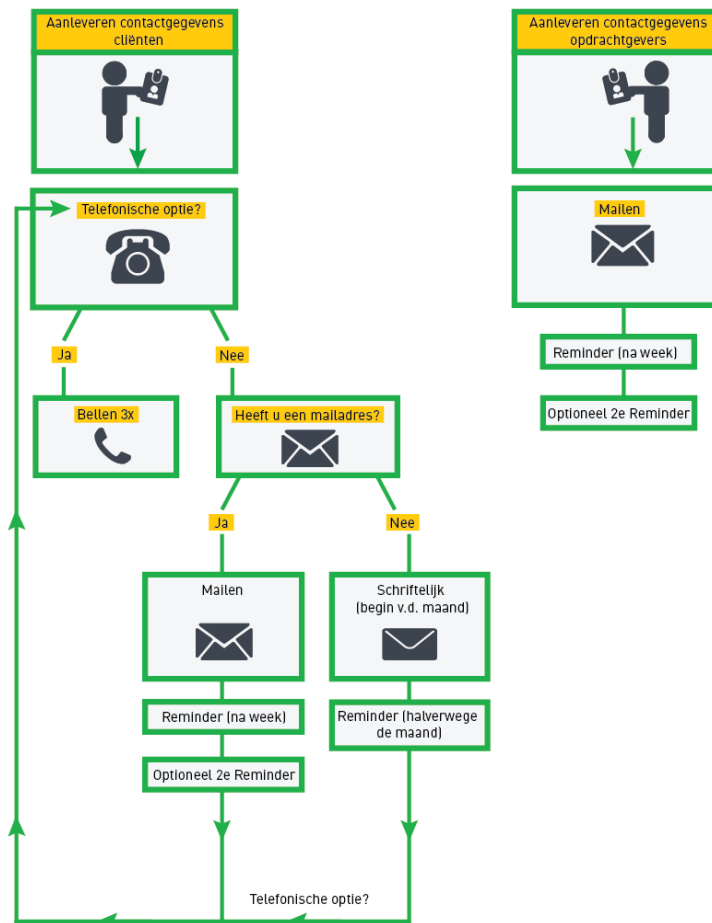 Aanleveren contactgegevens
cliënten
Aanleveren contactgegevens
opdrachtgevers
Telefonische optie?
Mailen
Ja
Nee
Reminder (na week)
Bellen 3x
Heeft u een mailadres?
Optioneel 2e Reminder
Ja
Nee
Mailen
Schriftelijk
(begin v.d. maand)
Reminder (na week)
Reminder (halverwege
de maand)
Optioneel 2e Reminder
Telefonische optie?